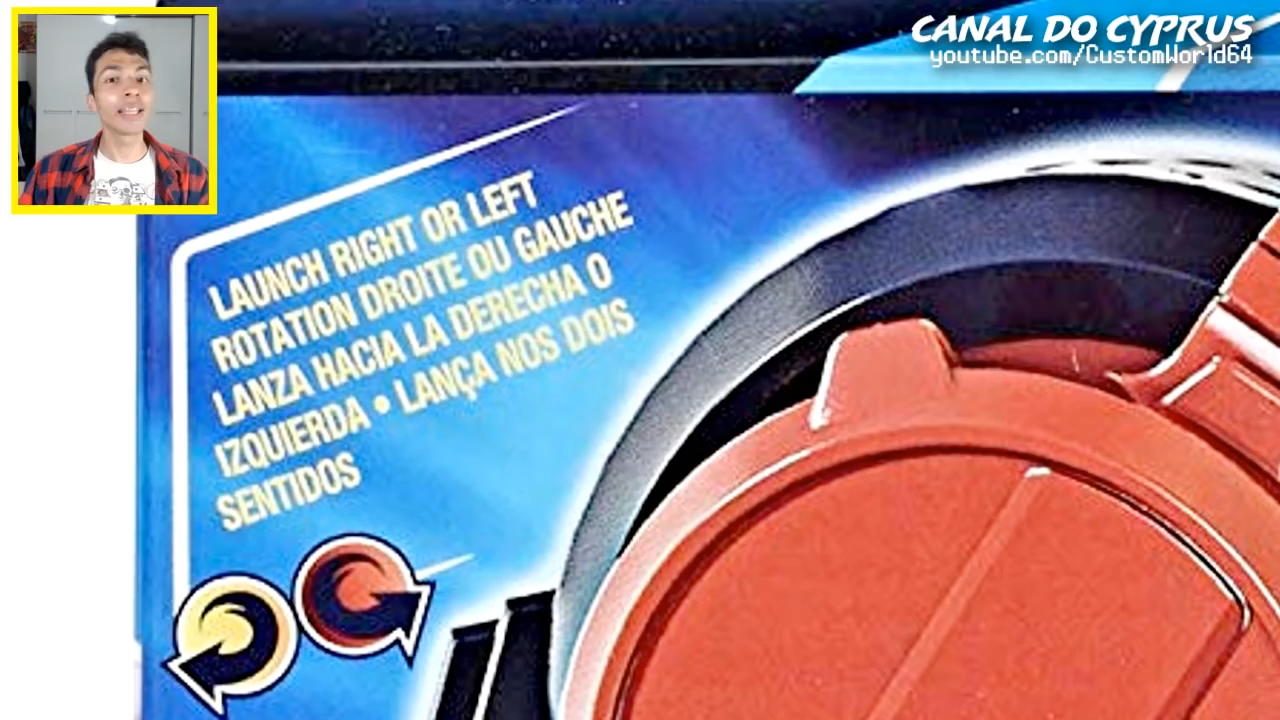 CANAL DO CYPRUS
youtube.com/CustomWorld64
LAUNCH RIGHT OR LEFT
ROTATION DROITE OU GAUCHE
LANZA HACIA LA DERECHA O
IZQUIERDA • LANÇA NOS DOIS
SENTIDOS